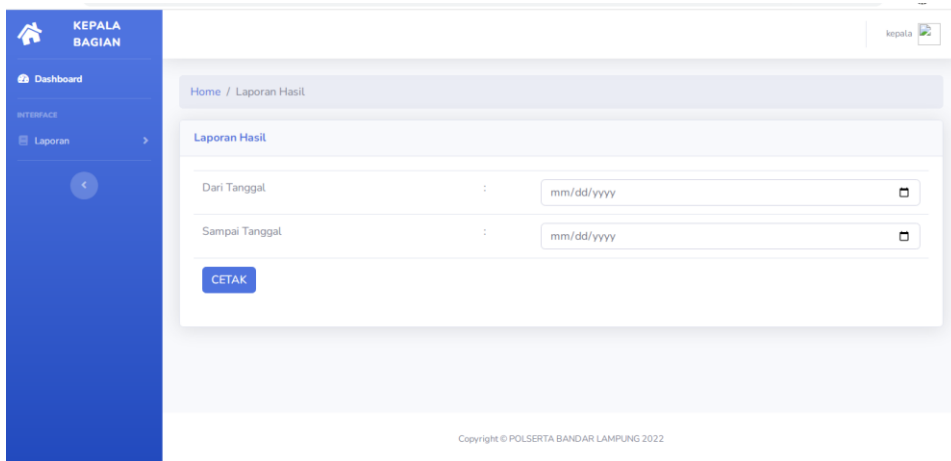 KEPALA
BAGIAN
kepala
Dashboard
Home / Laporan Hasil
INTERFACE
Laporan
Laporan Hasil
Dari Tanggal : mm/dd/yyyy
Sampai Tanggal : mm/dd/yyyy
CETAK
Copyright © POLSERTA BANDAR LAMPUNG 2022